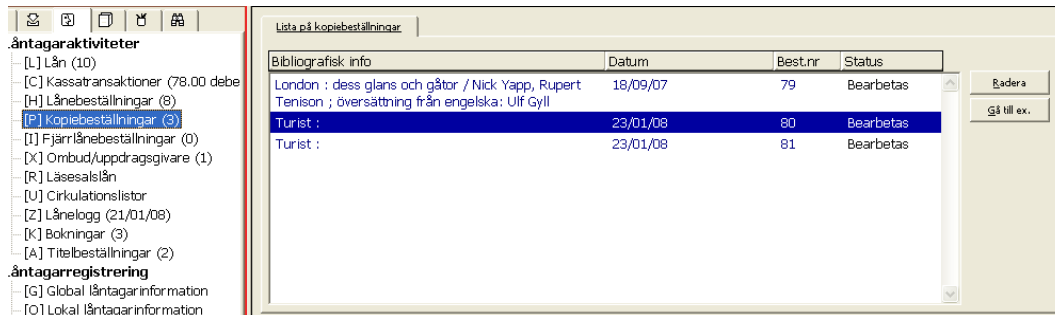 .åntagaraktiviteter
[L] Lån (10)
[C] Kassatransaktioner (78.00 debe
[H] Lånebeställningar (8)
[P] Kopiebeställningar (3)
[I] Fjärrlånebeställningar (0)
[X] Ombud/uppdragsgivare (1)
[R] Läsesalslån
[U] Cirkulationslistor
[Z] Lånelogg (21/01/08)
[K] Bokningar (3)
[A] Titelbeställningar (2)
.åntagarregistrering
[G] Global låntagarinformation
[O] Lokal låntagarinformation
Lista på kopiebeställningar
Bibliografisk info Datum Best.nr Status
London : dess glans och gåtor / Nick Yapp, Rupert 18/09/07 79 Bearbetas
Tenison ; översättning från engelska: Ulf Gyll
Turist : 23/01/08 80 Bearbetas
Turist : 23/01/08 81 Bearbetas
Radera
Gå till ex.